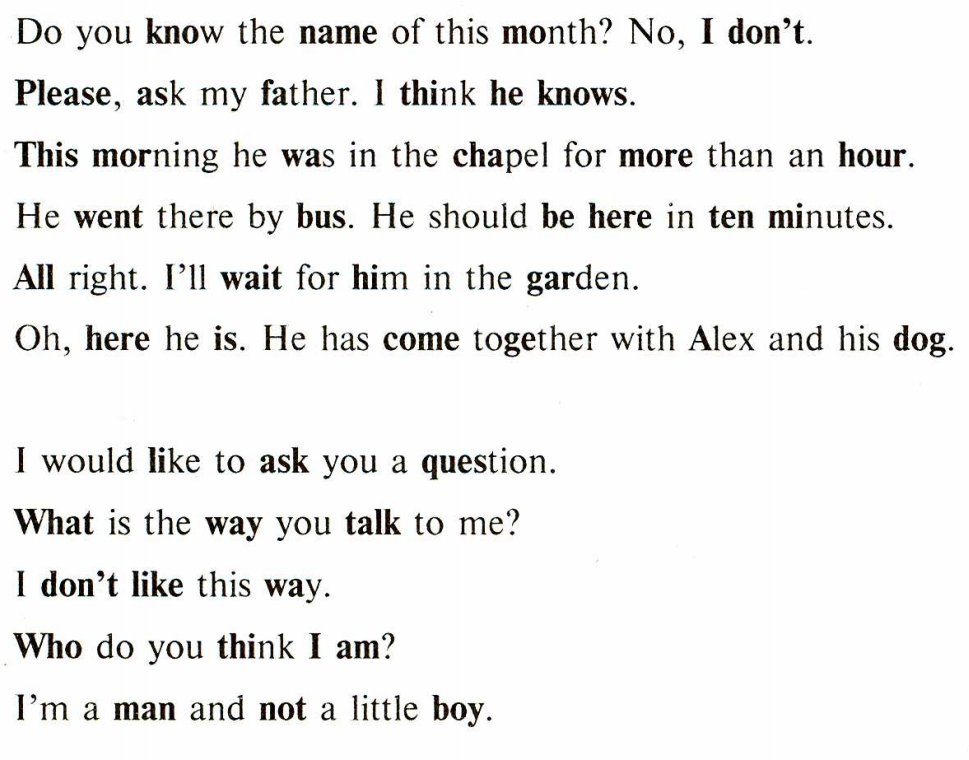 Do you know the name of this month? No, I don't.
Please, ask my father. I think he knows.
This morning he was in the chapel for more than an hour.
He went there by bus. He should be here in ten minutes.
All right. I'll wait for him in the garden.
Oh, here he is. He has come together with Alex and his dog.
I would like to ask you a question.
What is the way you talk to me?
I don't like this way.
Who do you think I am?
I'm a man and not a little boy.